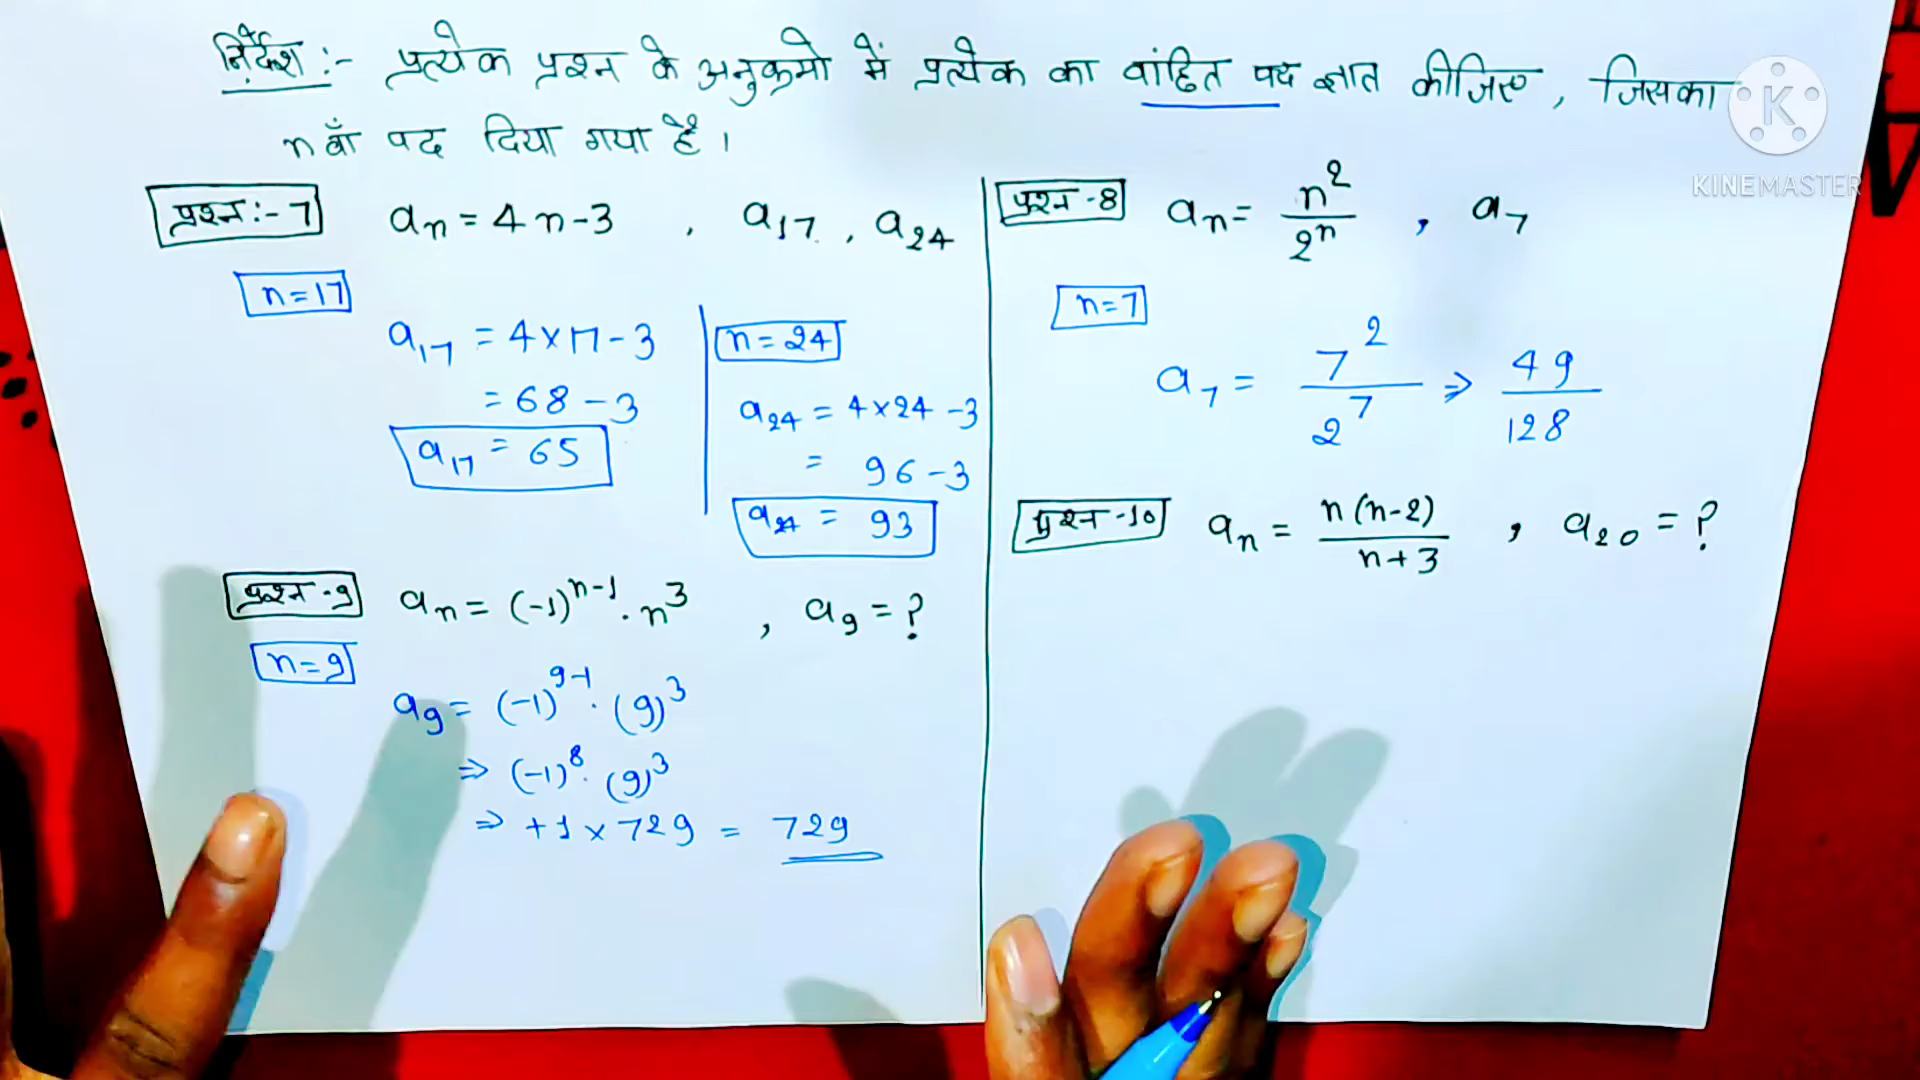 निर्देश :- प्रत्येक प्रश्न के अनुक्रमो में प्रत्येक का वांछित पद ज्ञात कीजिए, जिसका
n वाँ पद दिया गया है।
प्रश्न:- 7 aₙ = 4n-3 , a₁₇ , a₂₄
n=17
a₁₇ = 4×17-3
= 68-3
a₁₇ = 65
n=24
a₂₄ = 4×24-3
= 96-3
a₂₄ = 93
प्रश्न-8 aₙ = n²/2ⁿ , a₇
n=7
a₇ = 7²/2⁷ ⇒ 49/128
प्रश्न-9 aₙ = (-1)ⁿ⁻¹ · n³ , a₉ = ?
n=9
a₉ = (-1)⁹⁻¹ · (9)³
⇒ (-1)⁸ · (9)³
⇒ +1 × 729 = 729
प्रश्न-10 aₙ = n(n-2)/n+3 , a₂₀ = ?
K
KINEMASTER